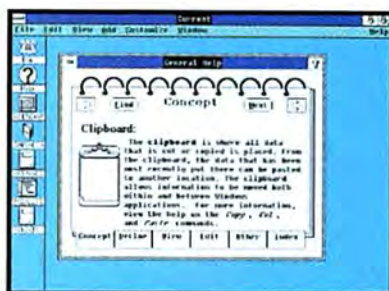 Current
File Edit View Add Customize Window Help
General Help
Find Concept Next
Clipboard:
The clipboard is where all data
that is cut or copied is placed. From
the clipboard, the data that has been
most recently put there can be pasted
to another location. The clipboard
allows information to be moved both
within and between Windows
applications. For more information,
view the help on the Copy, Cut,
and Paste commands.
Concept View Edit Other Index